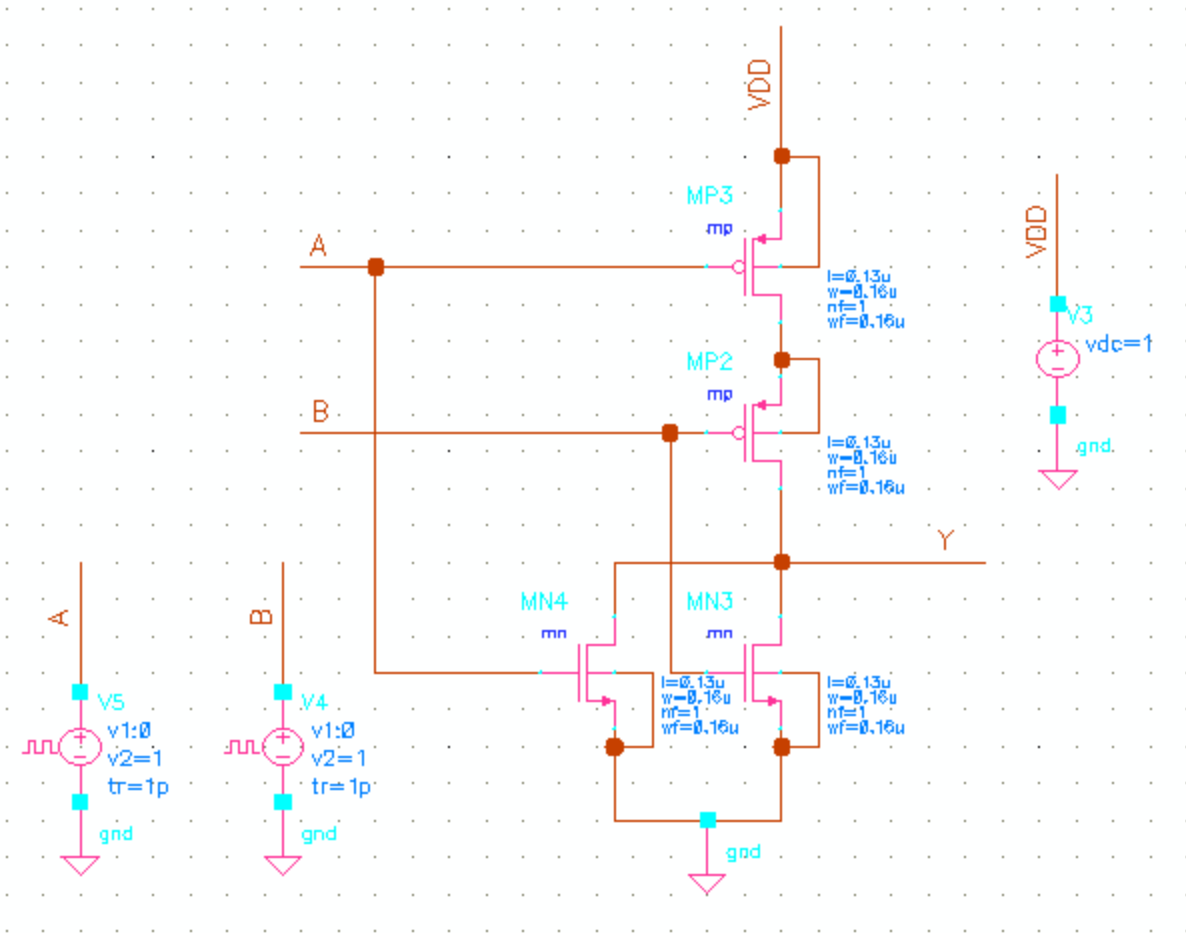 VDD
MP3
mp
A
l=0.13u
w=0.16u
nf=1
wf=0.16u
VDD
V3
vdc=1
gnd
MP2
mp
B
l=0.13u
w=0.16u
nf=1
wf=0.16u
Y
A
V5
v1:0
v2=1
tr=1p
gnd
B
V4
v1:0
v2=1
tr=1p
gnd
MN4
mn
l=0.13u
w=0.16u
nf=1
wf=0.16u
MN3
mn
l=0.13u
w=0.16u
nf=1
wf=0.16u
gnd